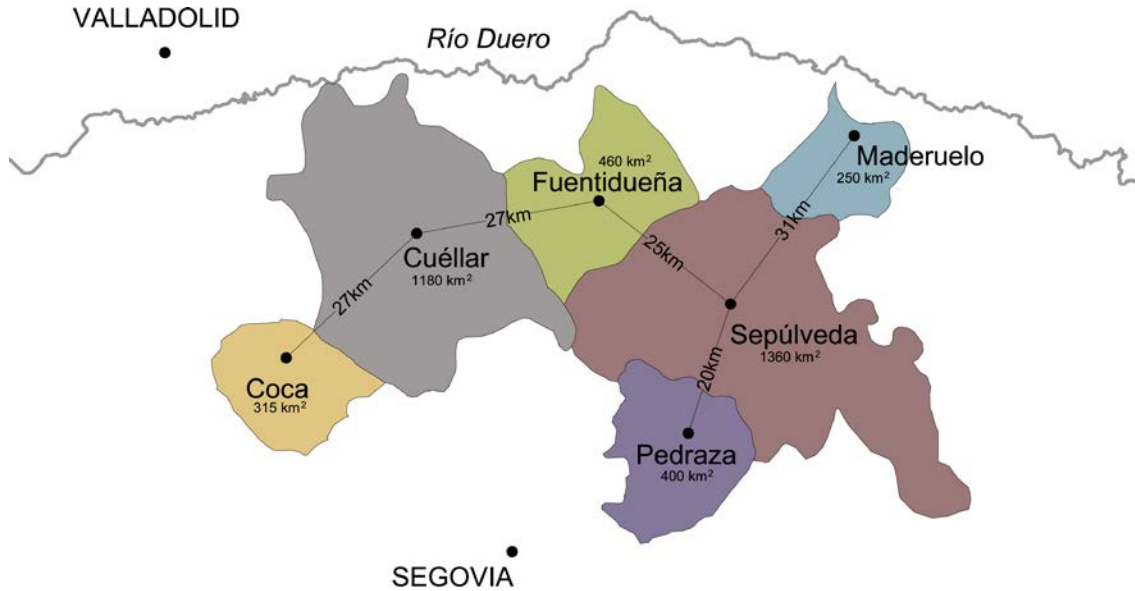 VALLADOLID
Río Duero
460 km²
Fuentidueña
Maderuelo
250 km²
27km
31km
25km
Cuéllar
1180 km²
27km
Sepúlveda
1360 km²
20km
Coca
315 km²
Pedraza
400 km²
SEGOVIA